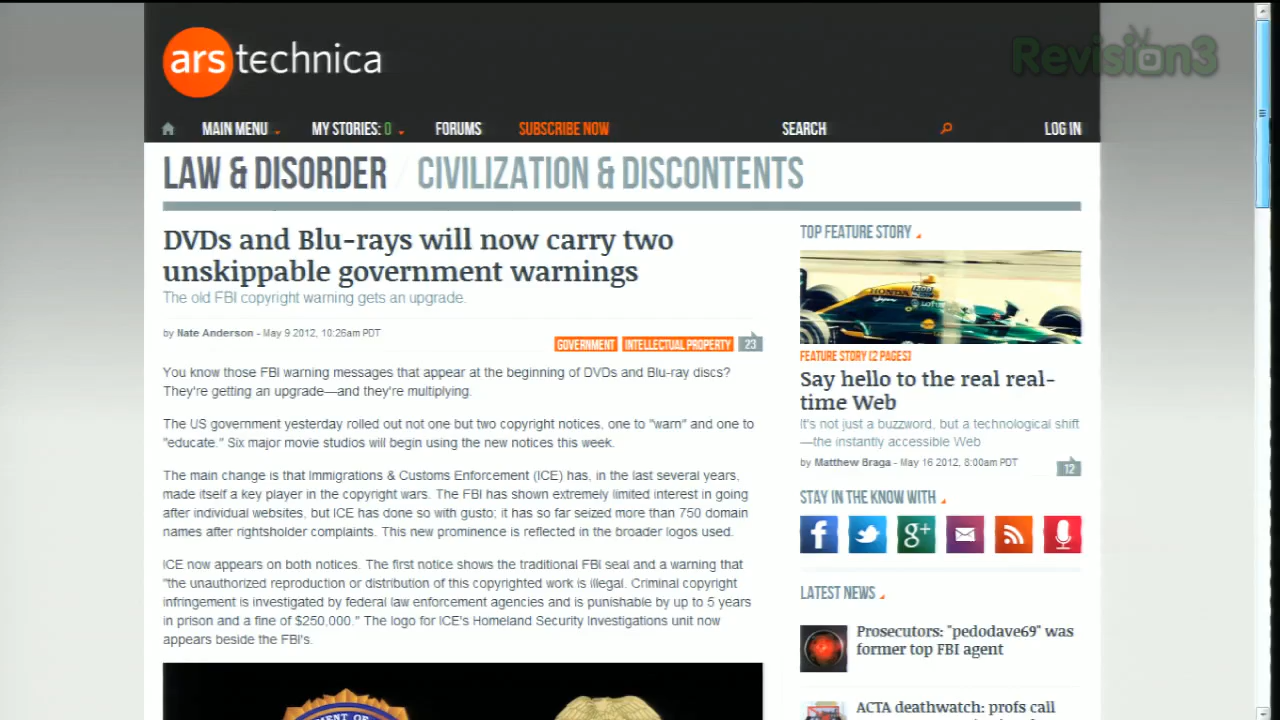 ars technica
Revision3
MAIN MENU
MY STORIES: 0
FORUMS
SUBSCRIBE NOW
SEARCH
LOG IN
LAW & DISORDER / CIVILIZATION & DISCONTENTS
DVDs and Blu-rays will now carry two
unskippable government warnings
The old FBI copyright warning gets an upgrade.
by Nate Anderson - May 9 2012, 10:26am PDT
GOVERNMENT
INTELLECTUAL PROPERTY
23
You know those FBI warning messages that appear at the beginning of DVDs and Blu-ray discs?
They're getting an upgrade—and they're multiplying.
The US government yesterday rolled out not one but two copyright notices, one to "warn" and one to
"educate." Six major movie studios will begin using the new notices this week.
The main change is that Immigrations & Customs Enforcement (ICE) has, in the last several years,
made itself a key player in the copyright wars. The FBI has shown extremely limited interest in going
after individual websites, but ICE has done so with gusto; it has so far seized more than 750 domain
names after rightsholder complaints. This new prominence is reflected in the broader logos used.
ICE now appears on both notices. The first notice shows the traditional FBI seal and a warning that
"the unauthorized reproduction or distribution of this copyrighted work is illegal. Criminal copyright
infringement is investigated by federal law enforcement agencies and is punishable by up to 5 years
in prison and a fine of $250,000." The logo for ICE's Homeland Security Investigations unit now
appears beside the FBI's.
MENT OF
TOP FEATURE STORY
HONDA
LOTUS
FEATURE STORY (2 PAGES)
Say hello to the real real-
time Web
It's not just a buzzword, but a technological shift
—the instantly accessible Web
by Matthew Braga - May 16 2012, 8:00am PDT
12
STAY IN THE KNOW WITH
f
g+
LATEST NEWS
Prosecutors: "pedodave69" was
former top FBI agent
ACTA deathwatch: profs call